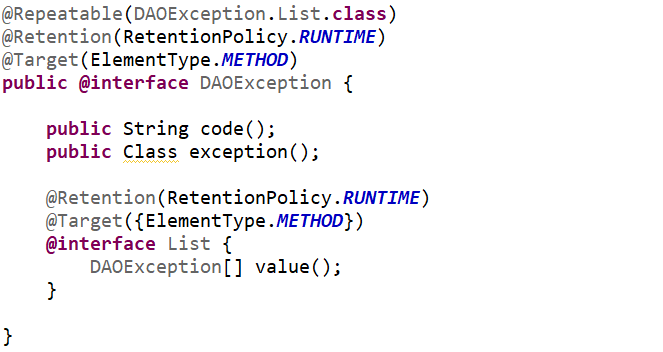 @Repeatable(DAOException.List.class)
@Retention(RetentionPolicy.RUNTIME)
@Target(ElementType.METHOD)
public @interface DAOException {
public String code();
public Class exception();
@Retention(RetentionPolicy.RUNTIME)
@Target({ElementType.METHOD})
@interface List {
DAOException[] value();
}
}